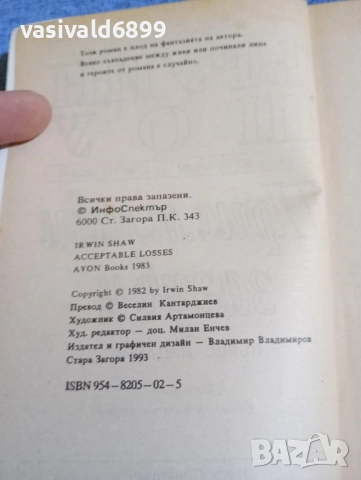 vasivald6899
Този роман е плод на фантазията на автора.
Всяко съвпадение между живи или починали лица
и героите от романа е случайно.
Всички права запазени.
© ИнфоСпектър
6000 Ст. Загора П.К. 343
IRWIN SHAW
ACCEPTABLE LOSSES
AVON Books 1983
Copyright © 1982 by Irwin Shaw
Превод © Веселин Кантарджиев
Художник © Силвия Артамонцева
Худ. редактор – доц. Милан Енчев
Издател и графичен дизайн – Владимир Владимиров
Стара Загора 1993
ISBN 954–8205–02–5
BAZAR